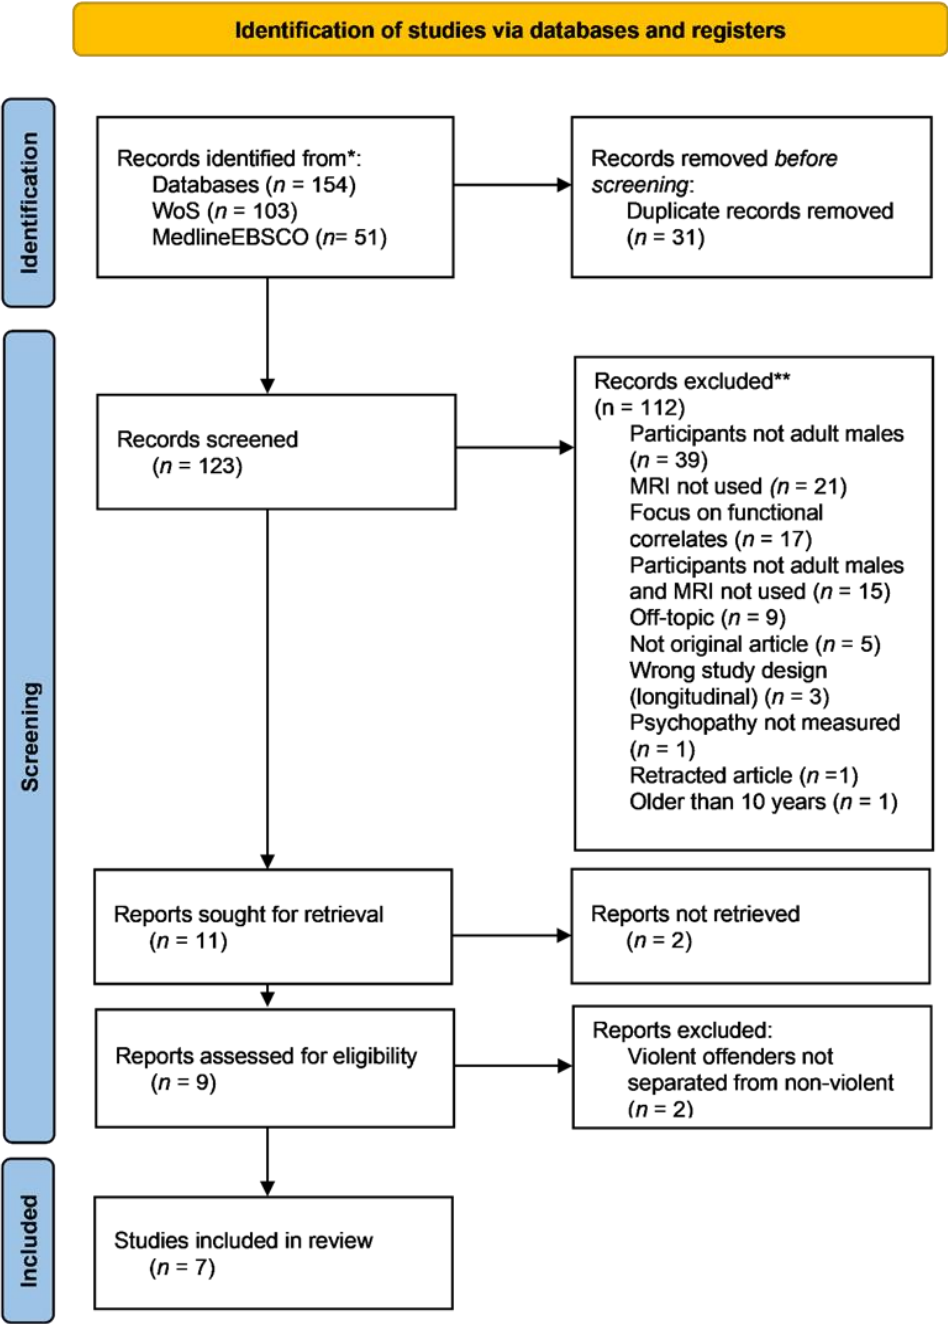 Identification of studies via databases and registers
Identification
Records identified from*:
Databases (n = 154)
WoS (n = 103)
MedlineEBSCO (n= 51)
Records removed before
screening:
Duplicate records removed
(n = 31)
Screening
Records screened
(n = 123)
Records excluded**
(n = 112)
Participants not adult males
(n = 39)
MRI not used (n = 21)
Focus on functional
correlates (n = 17)
Participants not adult males
and MRI not used (n = 15)
Off-topic (n = 9)
Not original article (n = 5)
Wrong study design
(longitudinal) (n = 3)
Psychopathy not measured
(n = 1)
Retracted article (n =1)
Older than 10 years (n = 1)
Reports sought for retrieval
(n = 11)
Reports not retrieved
(n = 2)
Reports assessed for eligibility
(n = 9)
Reports excluded:
Violent offenders not
separated from non-violent
(n = 2)
Included
Studies included in review
(n = 7)